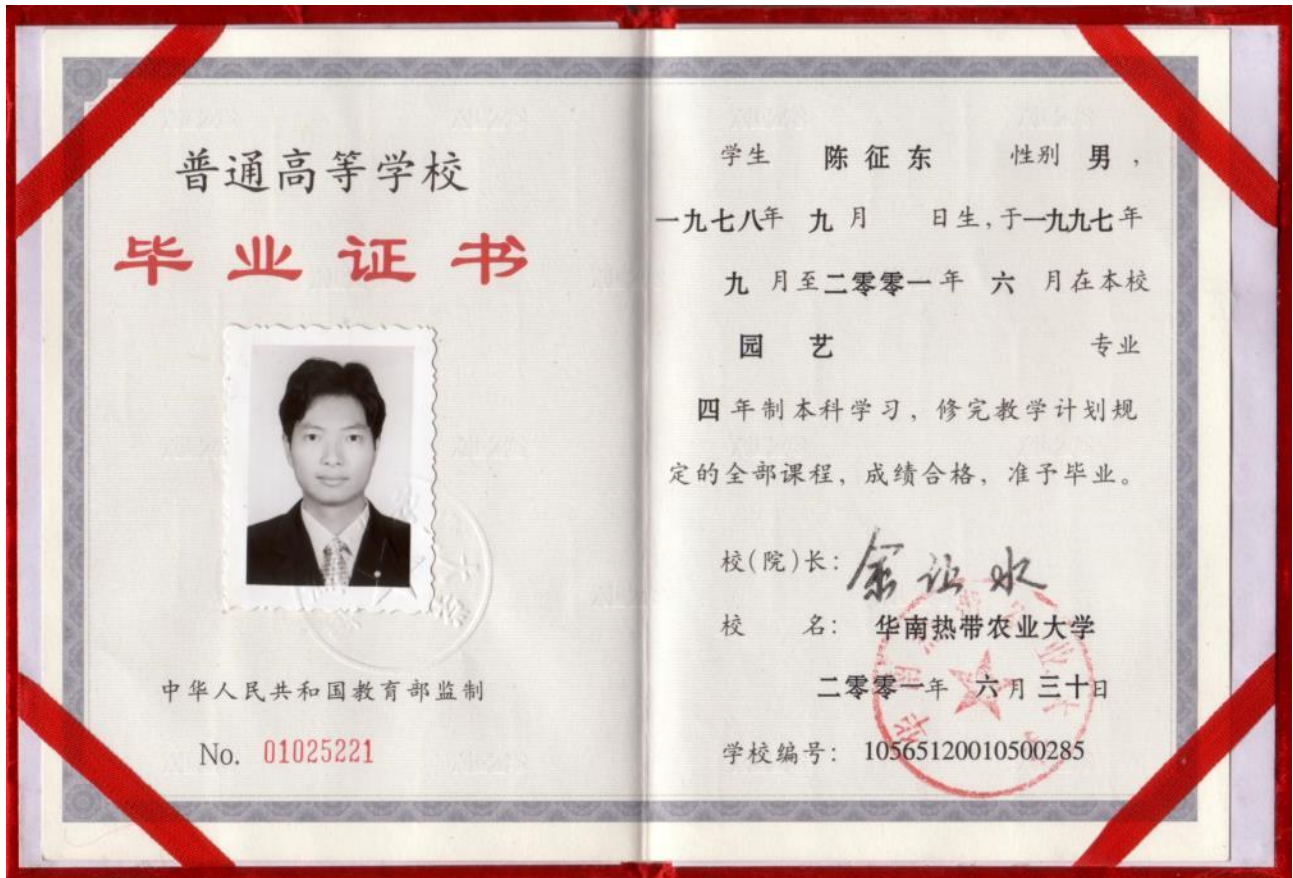 普通高等学校
毕业证书
中华人民共和国教育部监制
No. 01025221
学生 陈征东 性别 男,
一九七八年 九月 日生,于一九九七年
九 月至二零零一年 六 月在本校
园 艺 专业
四年制本科学习,修完教学计划规
定的全部课程,成绩合格,准予毕业。
校(院)长:
校 名: 华南热带农业大学
二零零一年 六月三十日
学校编号: 105651200105002​85